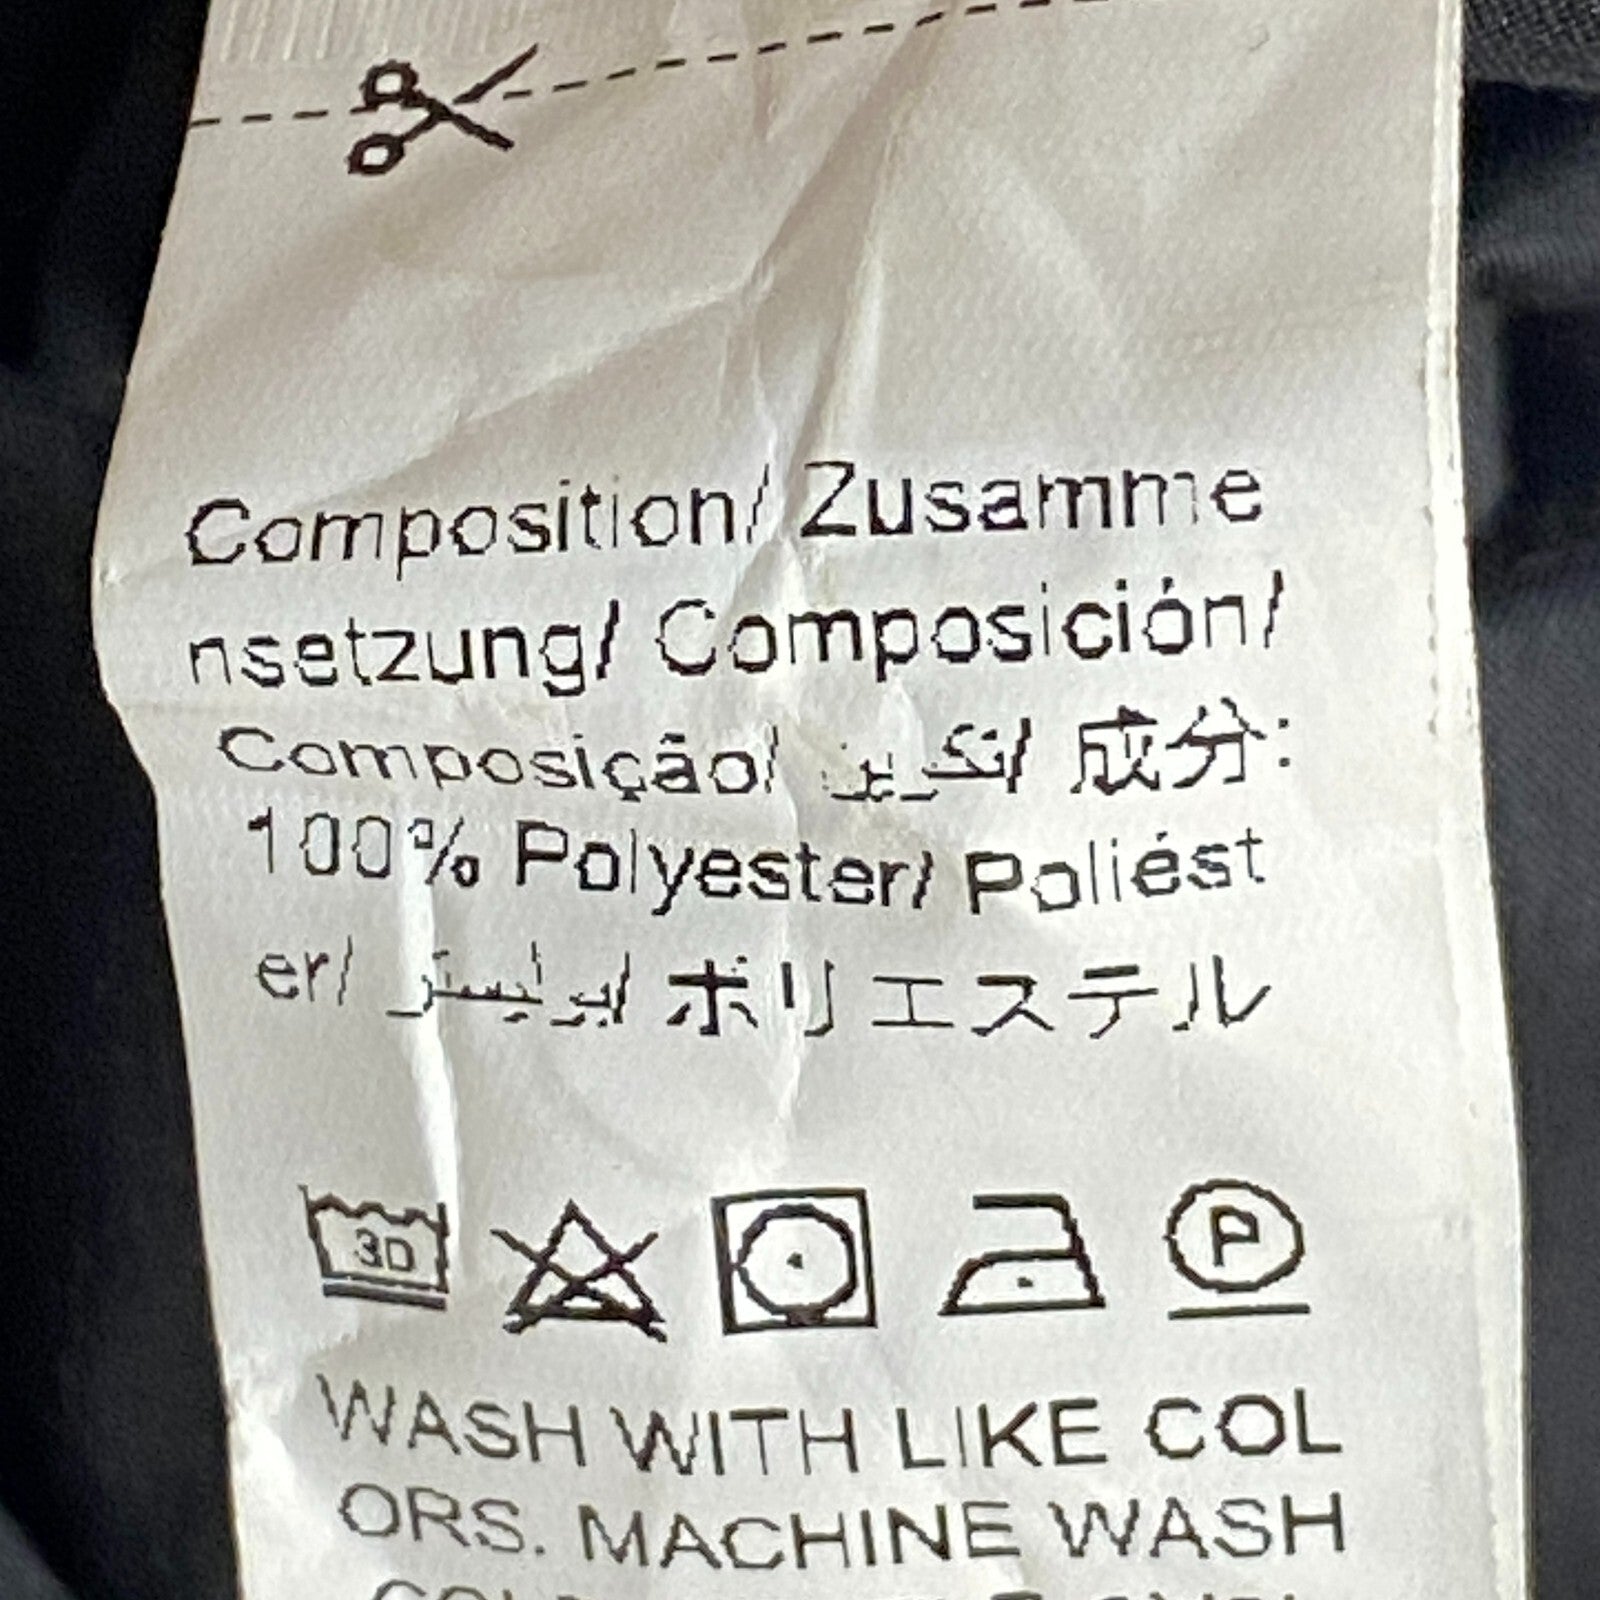 Composition/ Zusamme
nsetzung/ Composición/
Composição/ تركيب/ 成分:
100% Polyester/ Poliést
er/ بوليستر/ ポリエステル
30
P
WASH WITH LIKE COL
ORS. MACHINE WASH